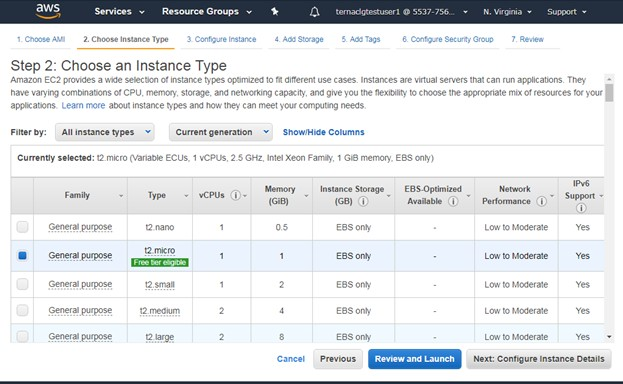 aws Services Resource Groups ternaclgtestuser1 @ 5537-756... N. Virginia Support
1. Choose AMI 2. Choose Instance Type 3. Configure Instance 4. Add Storage 5. Add Tags 6. Configure Security Group 7. Review
Step 2: Choose an Instance Type
Amazon EC2 provides a wide selection of instance types optimized to fit different use cases. Instances are virtual servers that can run applications. They
have varying combinations of CPU, memory, storage, and networking capacity, and give you the flexibility to choose the appropriate mix of resources for your
applications. Learn more about instance types and how they can meet your computing needs.
Filter by: All instance types Current generation Show/Hide Columns
Currently selected: t2.micro (Variable ECUs, 1 vCPUs, 2.5 GHz, Intel Xeon Family, 1 GiB memory, EBS only)
Family Type vCPUs Memory (GiB) Instance Storage (GB) EBS-Optimized Available Network Performance IPv6 Support
General purpose t2.nano 1 0.5 EBS only - Low to Moderate Yes
General purpose t2.micro Free tier eligible 1 1 EBS only - Low to Moderate Yes
General purpose t2.small 1 2 EBS only - Low to Moderate Yes
General purpose t2.medium 2 4 EBS only - Low to Moderate Yes
General purpose t2.large 2 8 EBS only - Low to Moderate Yes
Cancel Previous Review and Launch Next: Configure Instance Details